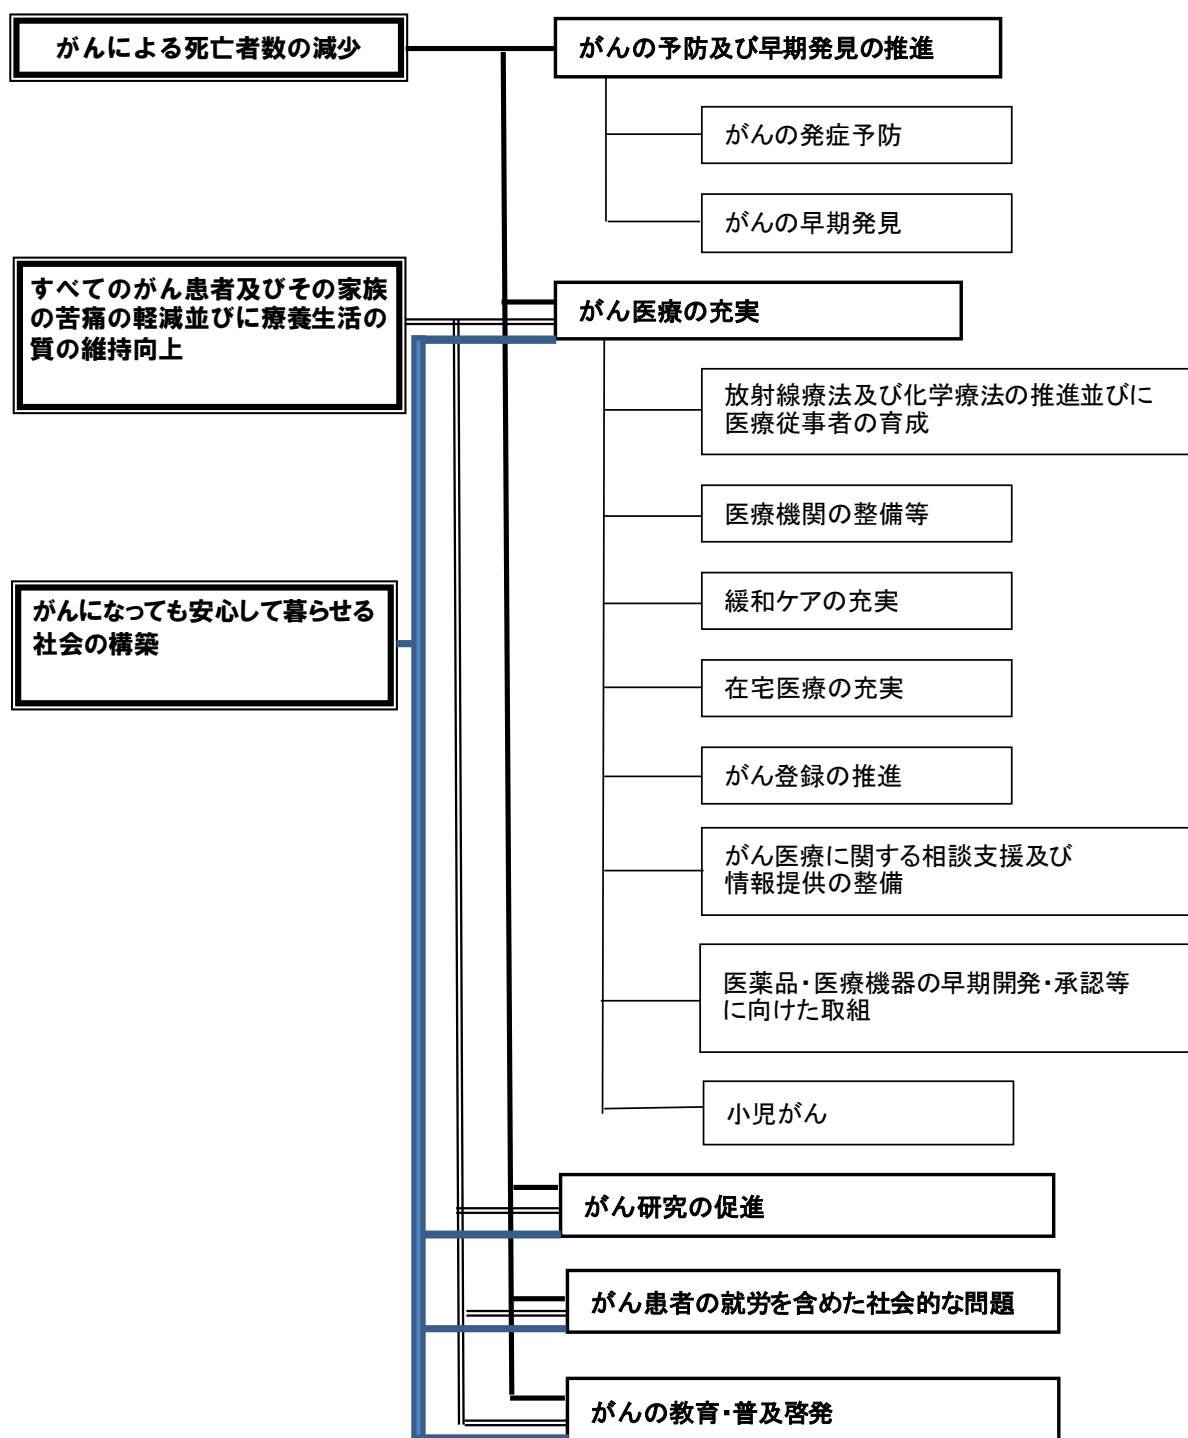 がんによる死亡者数の減少
がんの予防及び早期発見の推進
がんの発症予防
がんの早期発見
すべてのがん患者及びその家族
の苦痛の軽減並びに療養生活の
質の維持向上
がん医療の充実
放射線療法及び化学療法の推進並びに
医療従事者の育成
医療機関の整備等
緩和ケアの充実
がんになっても安心して暮らせる
社会の構築
在宅医療の充実
がん登録の推進
がん医療に関する相談支援及び
情報提供の整備
医薬品・医療機器の早期開発・承認等
に向けた取組
小児がん
がん研究の促進
がん患者の就労を含めた社会的な問題
がんの教育・普及啓発